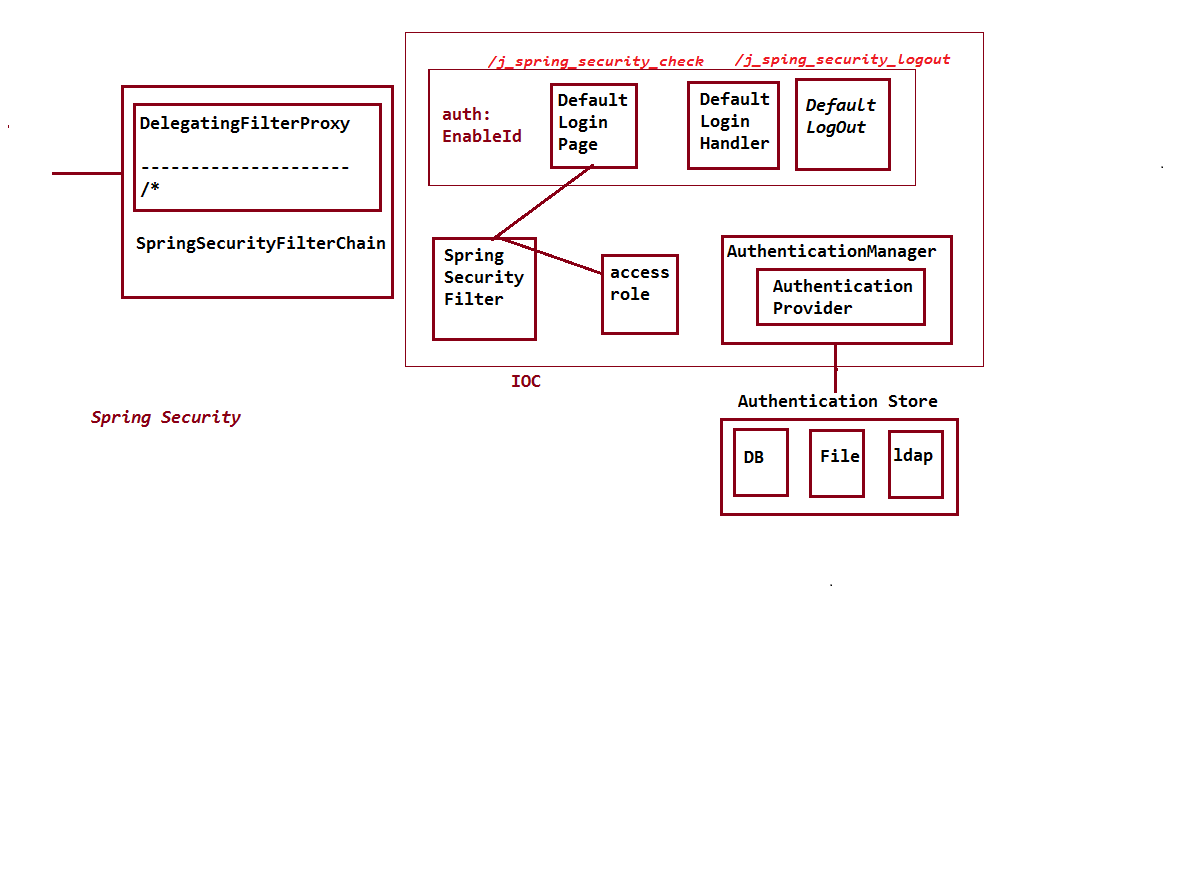 /j_spring_security_check
/j_sping_security_logout
DelegatingFilterProxy
---------------------
/*
SpringSecurityFilterChain
auth:
EnableId
Default
Login
Page
Default
Login
Handler
Default
LogOut
Spring
Security
Filter
access
role
AuthenticationManager
Authentication
Provider
IOC
Spring Security
Authentication Store
DB
File
ldap